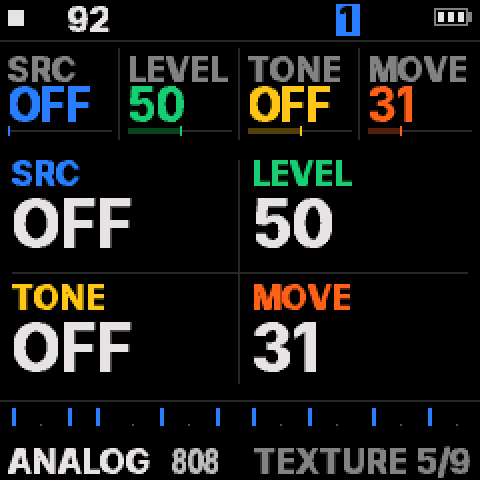 92 1
SRC LEVEL TONE MOVE
OFF 50 OFF 31
SRC LEVEL
OFF 50
TONE MOVE
OFF 31
ANALOG 808 TEXTURE 5/9